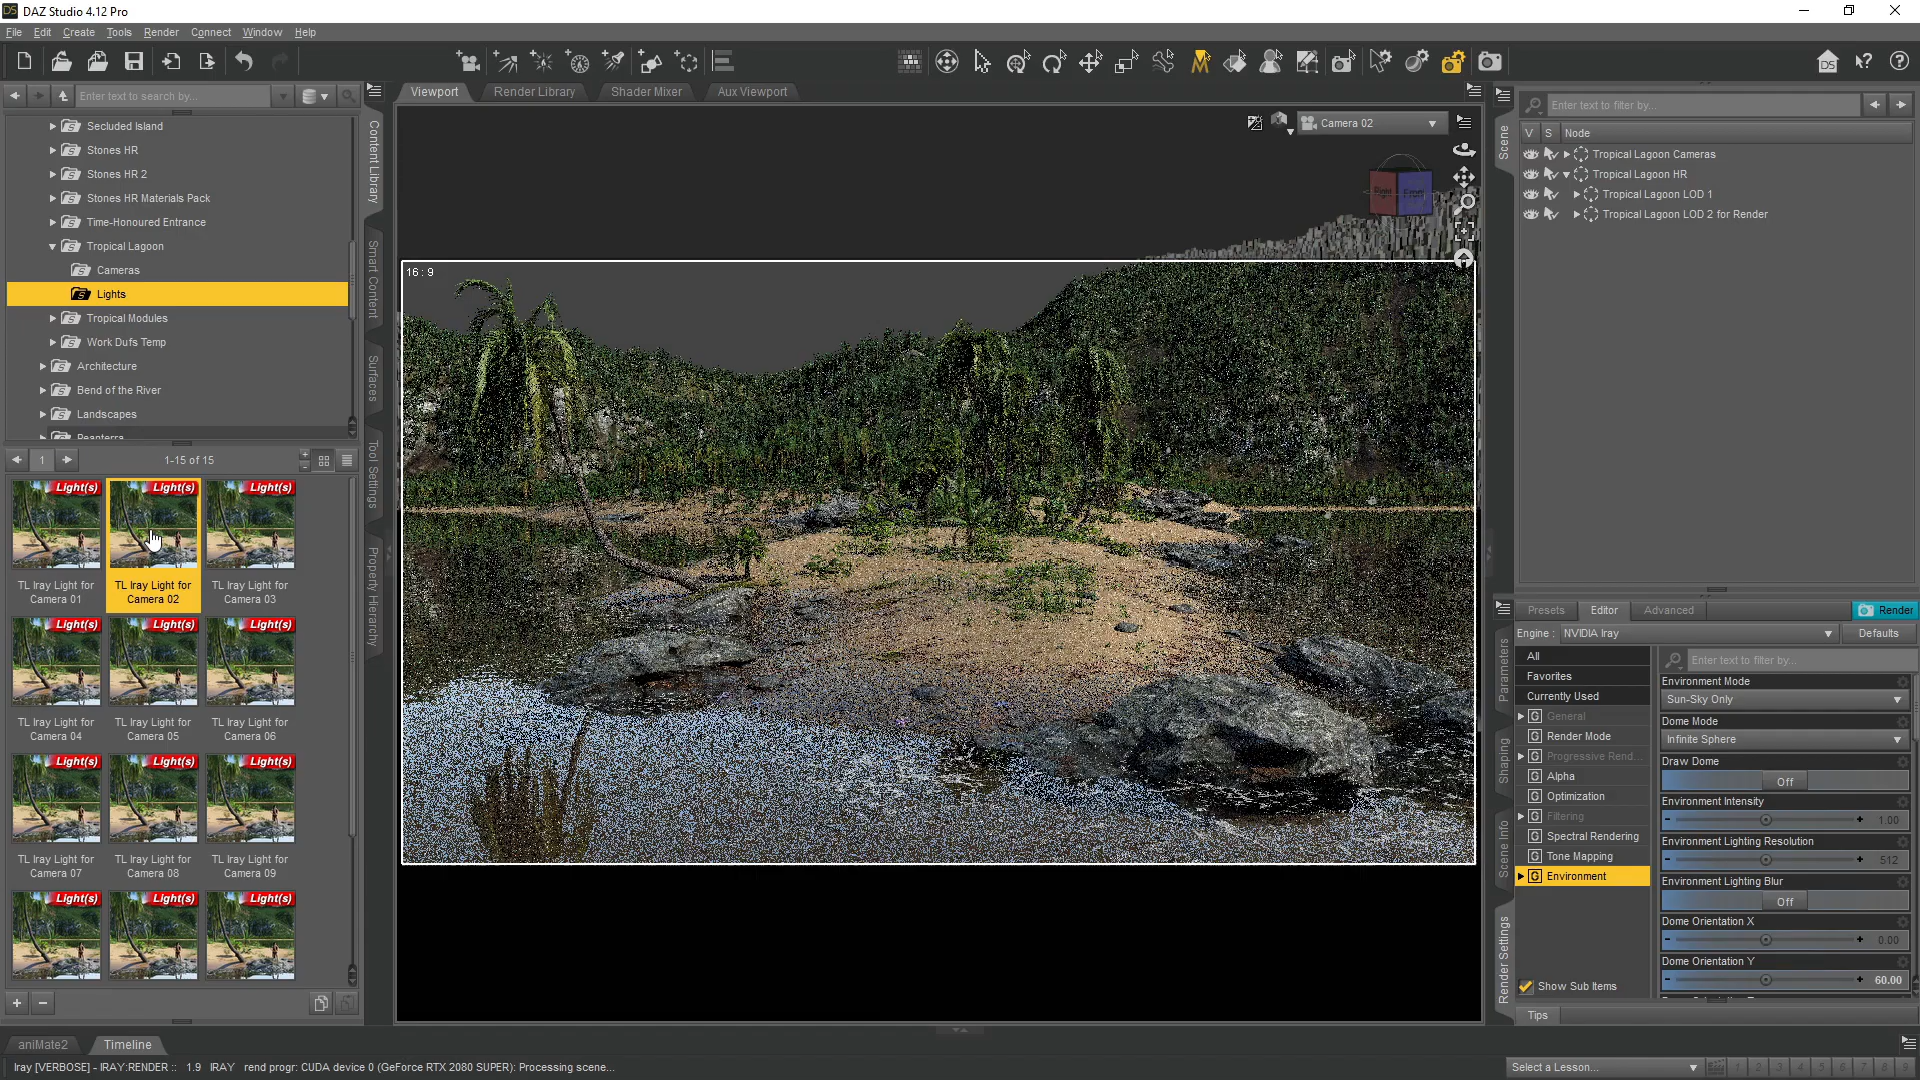 DAZ Studio 4.12 Pro
File Edit Create Tools Render Connect Window Help
Enter text to search by...
Viewport Render Library Shader Mixer Aux Viewport
Secluded Island
Stones HR
Stones HR 2
Stones HR Materials Pack
Time-Honoured Entrance
Tropical Lagoon
Cameras
Lights
Tropical Modules
Work Dufs Temp
Architecture
Bend of the River
Landscapes
Peanterra
1 1-15 of 15
Light(s) Light(s) Light(s)
TL Iray Light for Camera 01
TL Iray Light for Camera 02
TL Iray Light for Camera 03
Light(s) Light(s) Light(s)
TL Iray Light for Camera 04
TL Iray Light for Camera 05
TL Iray Light for Camera 06
Light(s) Light(s) Light(s)
TL Iray Light for Camera 07
TL Iray Light for Camera 08
TL Iray Light for Camera 09
Light(s) Light(s) Light(s)
Content Library
Smart Content
Surfaces
Tool Settings
Property Hierarchy
Camera 02
Right Front
16 : 9
Enter text to filter by...
Scene
V S Node
Tropical Lagoon Cameras
Tropical Lagoon HR
Tropical Lagoon LOD 1
Tropical Lagoon LOD 2 for Render
Presets Editor Advanced Render
Engine : NVIDIA Iray Defaults
Parameters
Shaping
Scene Info
Render Settings
All
Favorites
Currently Used
General
Render Mode
Progressive Rend...
Alpha
Optimization
Filtering
Spectral Rendering
Tone Mapping
Environment
Show Sub Items
Enter text to filter by...
Environment Mode
Sun-Sky Only
Dome Mode
Infinite Sphere
Draw Dome
Off
Environment Intensity
1.00
Environment Lighting Resolution
512
Environment Lighting Blur
Off
Dome Orientation X
0.00
Dome Orientation Y
60.00
Tips
aniMate2 Timeline
Iray [VERBOSE] - IRAY:RENDER :: 1.9 IRAY rend progr: CUDA device 0 (GeForce RTX 2080 SUPER): Processing scene...
Select a Lesson... 1 2 3 4 5 6 7 8 9